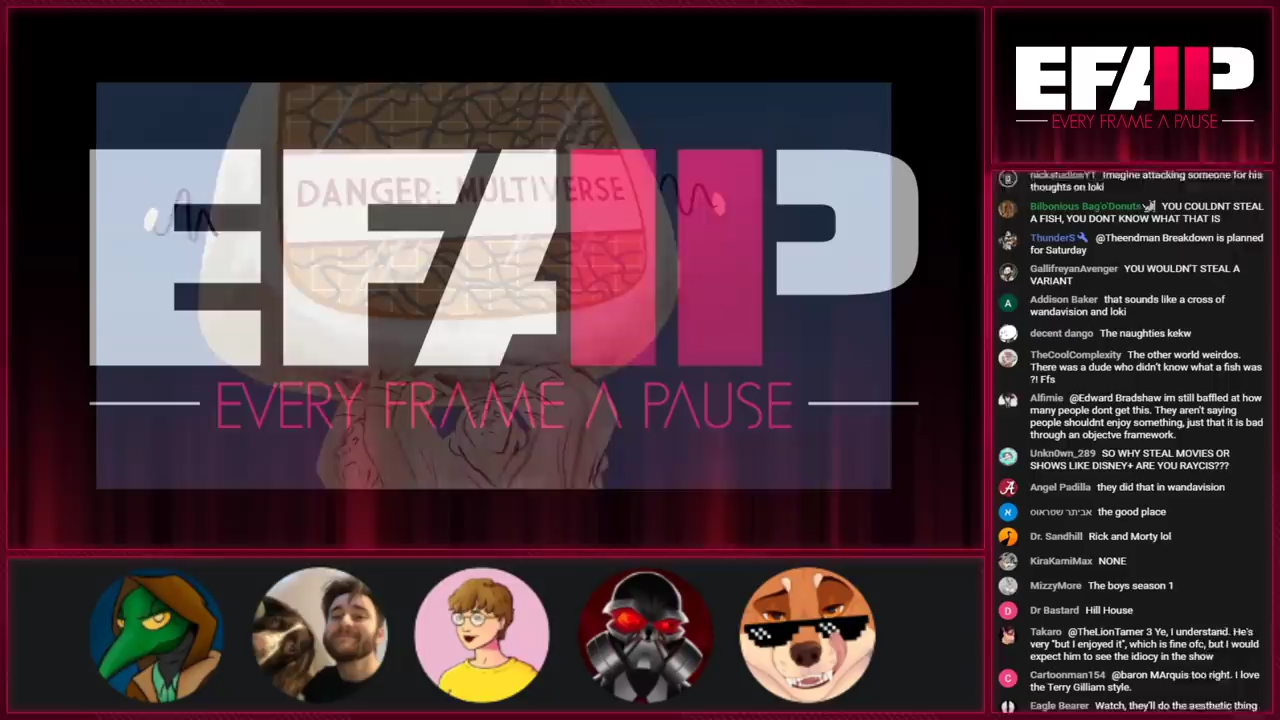 DANGER: MULTIVERSE
EFAP
EVERY FRAME A PAUSE
EFAP
EVERY FRAME A PAUSE
nickstudiosYT Imagine attacking someone for his
thoughts on loki
Bilbonious Bag'o'Donuts YOU COULDNT STEAL
A FISH, YOU DONT KNOW WHAT THAT IS
ThunderS @Theendman Breakdown is planned
for Saturday
GallifreyanAvenger YOU WOULDN'T STEAL A
VARIANT
A
Addison Baker that sounds like a cross of
wandavision and loki
decent dango The naughties kekw
TheCoolComplexity The other world weirdos.
There was a dude who didn't know what a fish was
?! Ffs
Alfimie @Edward Bradshaw im still baffled at how
many people dont get this. They aren't saying
people shouldnt enjoy something, just that it is bad
through an objectve framework.
Unkn0wn_289 SO WHY STEAL MOVIES OR
SHOWS LIKE DISNEY+ ARE YOU RAYCIS???
Angel Padilla they did that in wandavision
א
אביתר שטראוס the good place
Dr. Sandhill Rick and Morty lol
KiraKamiMax NONE
MizzyMore The boys season 1
D
Dr Bastard Hill House
Takaro @TheLionTamer 3 Ye, I understand. He's
very "but I enjoyed it", which is fine ofc, but I would
expect him to see the idiocy in the show
C
Cartoonman154 @baron MArquis too right. I love
the Terry Gilliam style.
Eagle Bearer Watch, they'll do the aesthetic thing